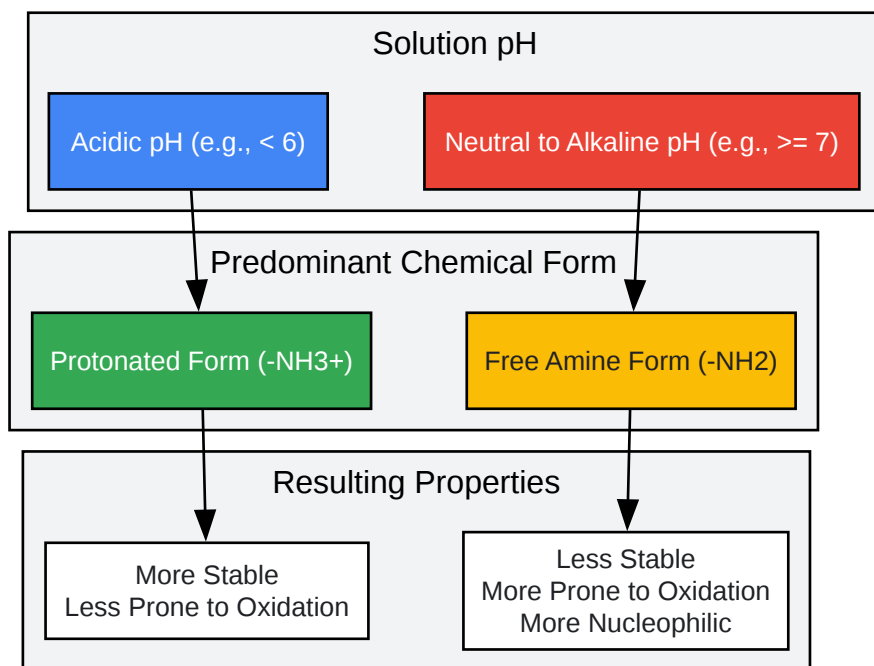 Solution pH
Acidic pH (e.g., < 6)
Neutral to Alkaline pH (e.g., >= 7)
Predominant Chemical Form
Protonated Form (-NH3+)
Free Amine Form (-NH2)
Resulting Properties
More Stable
Less Prone to Oxidation
Less Stable
More Prone to Oxidation
More Nucleophilic